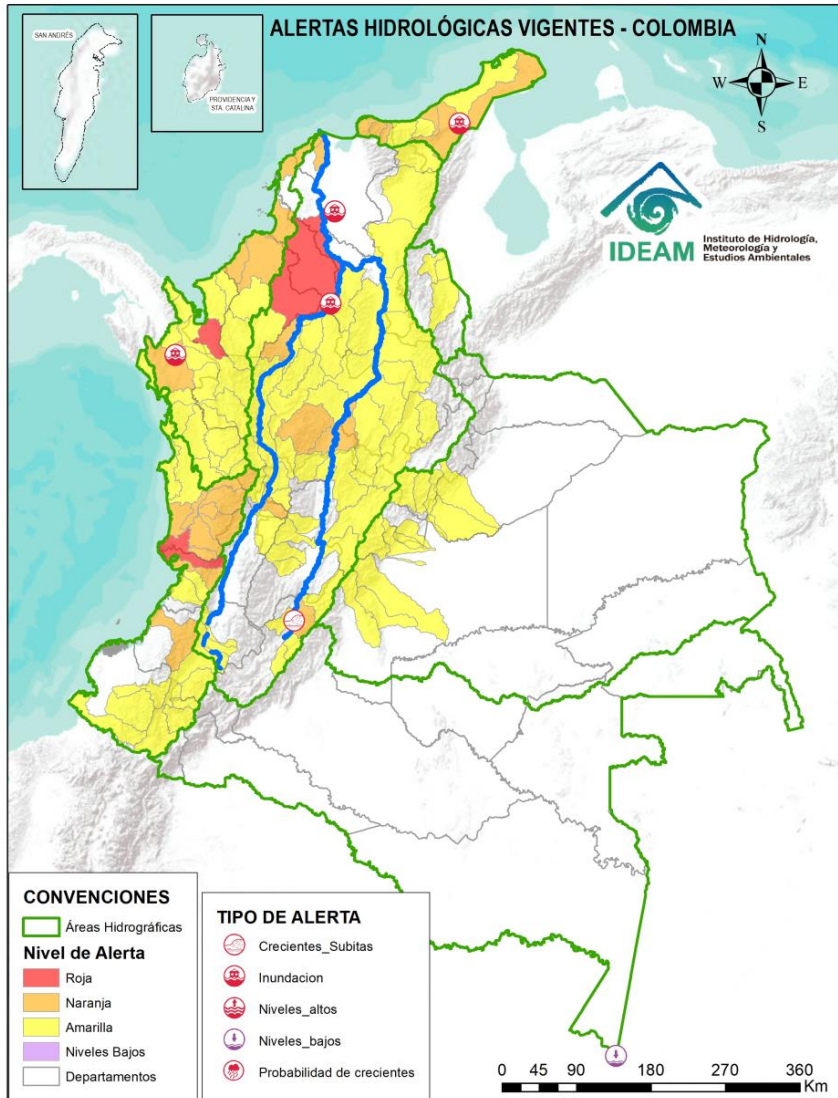 ALERTAS HIDROLÓGICAS VIGENTES - COLOMBIA
SAN ANDRÉS
PROVIDENCIA Y
STA. CATALINA
N
W
E
S
IDEAM
Instituto de Hidrología,
Meteorología y
Estudios Ambientales
CONVENCIONES
Áreas Hidrográficas
Nivel de Alerta
Roja
Naranja
Amarilla
Niveles Bajos
Departamentos
TIPO DE ALERTA
Crecientes_Subitas
Inundacion
Niveles_altos
Niveles_bajos
Probabilidad de crecientes
0 45 90 180 270 360
Km